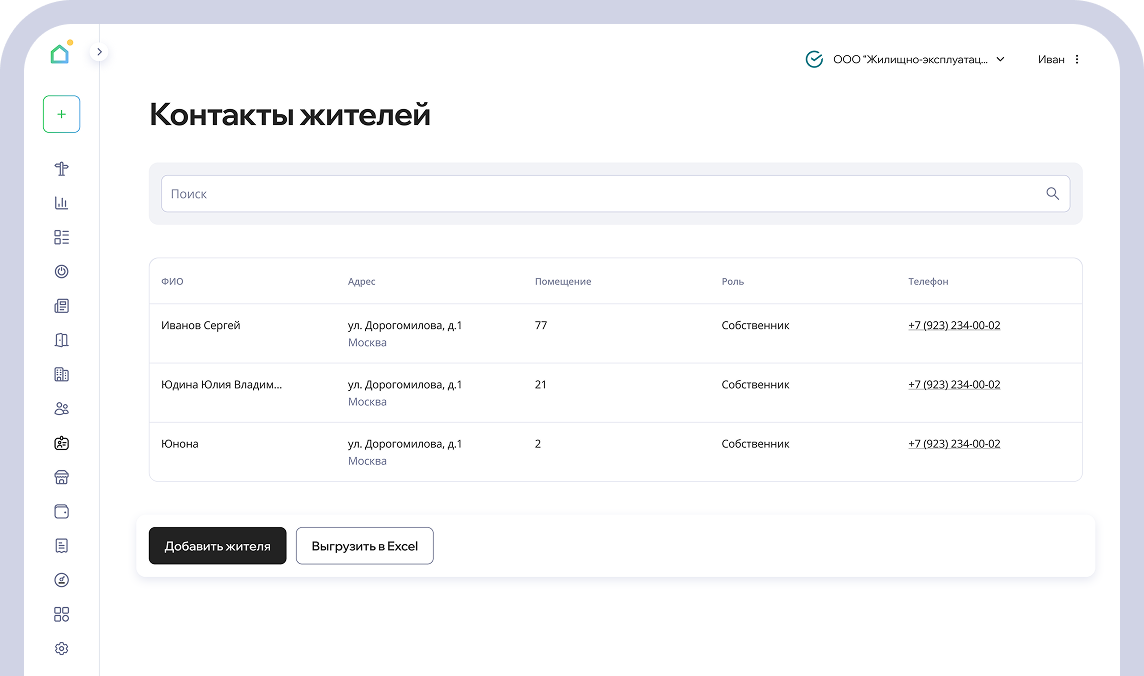 ООО "Жилищно-эксплуатац... Иван
Контакты жителей
Поиск
ФИО Адрес Помещение Роль Телефон
Иванов Сергей ул. Дорогомилова, д.1 77 Собственник +7 (923) 234-00-02
Москва
Юдина Юлия Владим... ул. Дорогомилова, д.1 21 Собственник +7 (923) 234-00-02
Москва
Юнона ул. Дорогомилова, д.1 2 Собственник +7 (923) 234-00-02
Москва
Добавить жителя Выгрузить в Excel